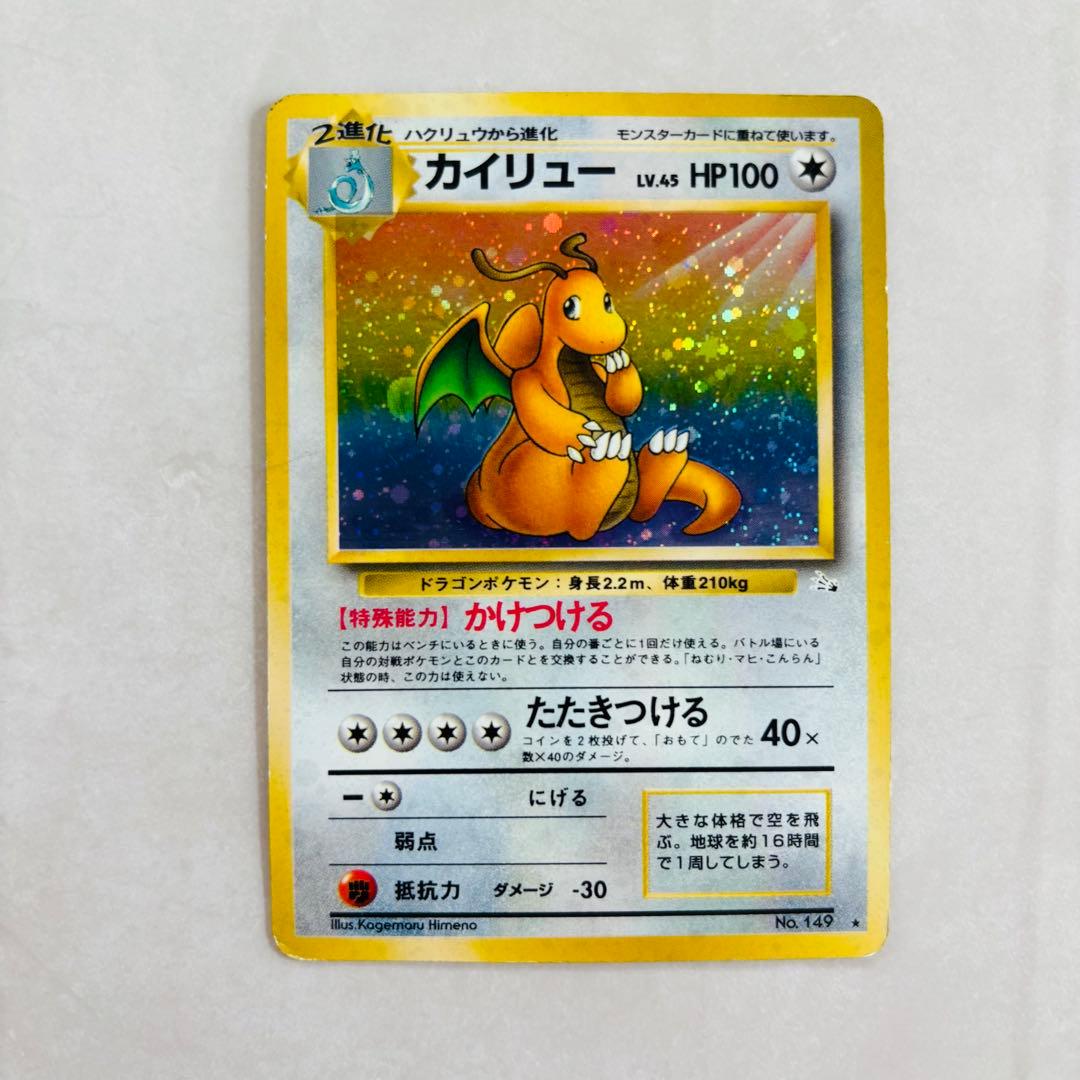 2進化 ハクリュウから進化 モンスターカードに重ねて使います。
カイリュー LV.45 HP100
ドラゴンポケモン:身長2.2m、体重210kg
【特殊能力】かけつける
この能力はベンチにいるときに使う。自分の番ごとに1回だけ使える。バトル場にいる
自分の対戦ポケモンとこのカードとを交換することができる。「ねむり・マヒ・こんらん」
状態の時、この力は使えない。
たたきつける
コインを2枚投げて、「おもて」のでた
数×40のダメージ。
40×
ー にげる
弱点
抵抗力 ダメージ -30
大きな体格で空を飛
ぶ。地球を約16時間
で1周してしまう。
Illus.Kagemaru Himeno
No. 149 ★